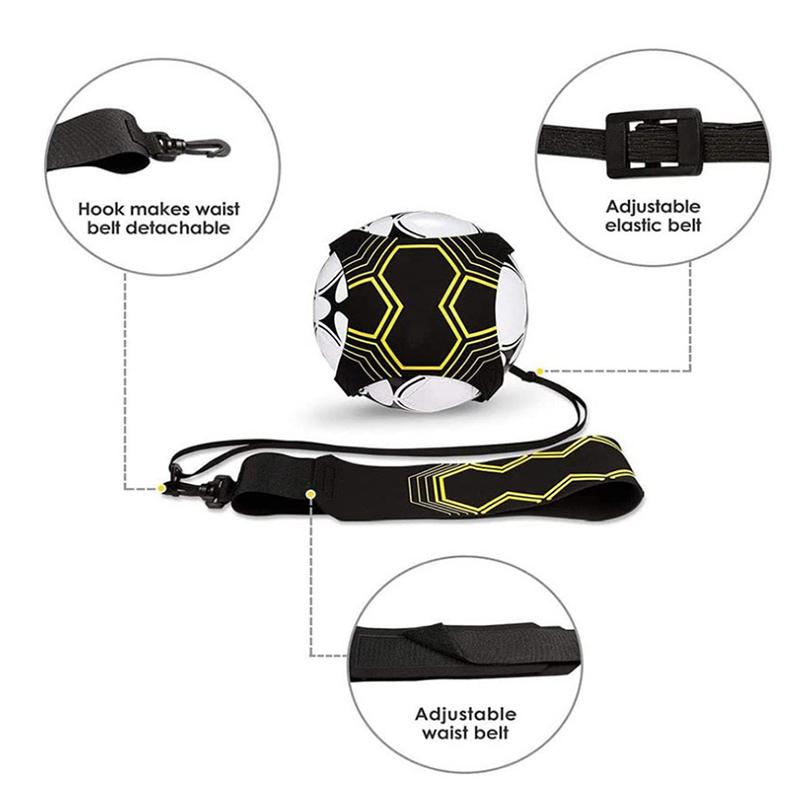 Hook makes waist
belt detachable
Adjustable
elastic belt
Adjustable
waist belt